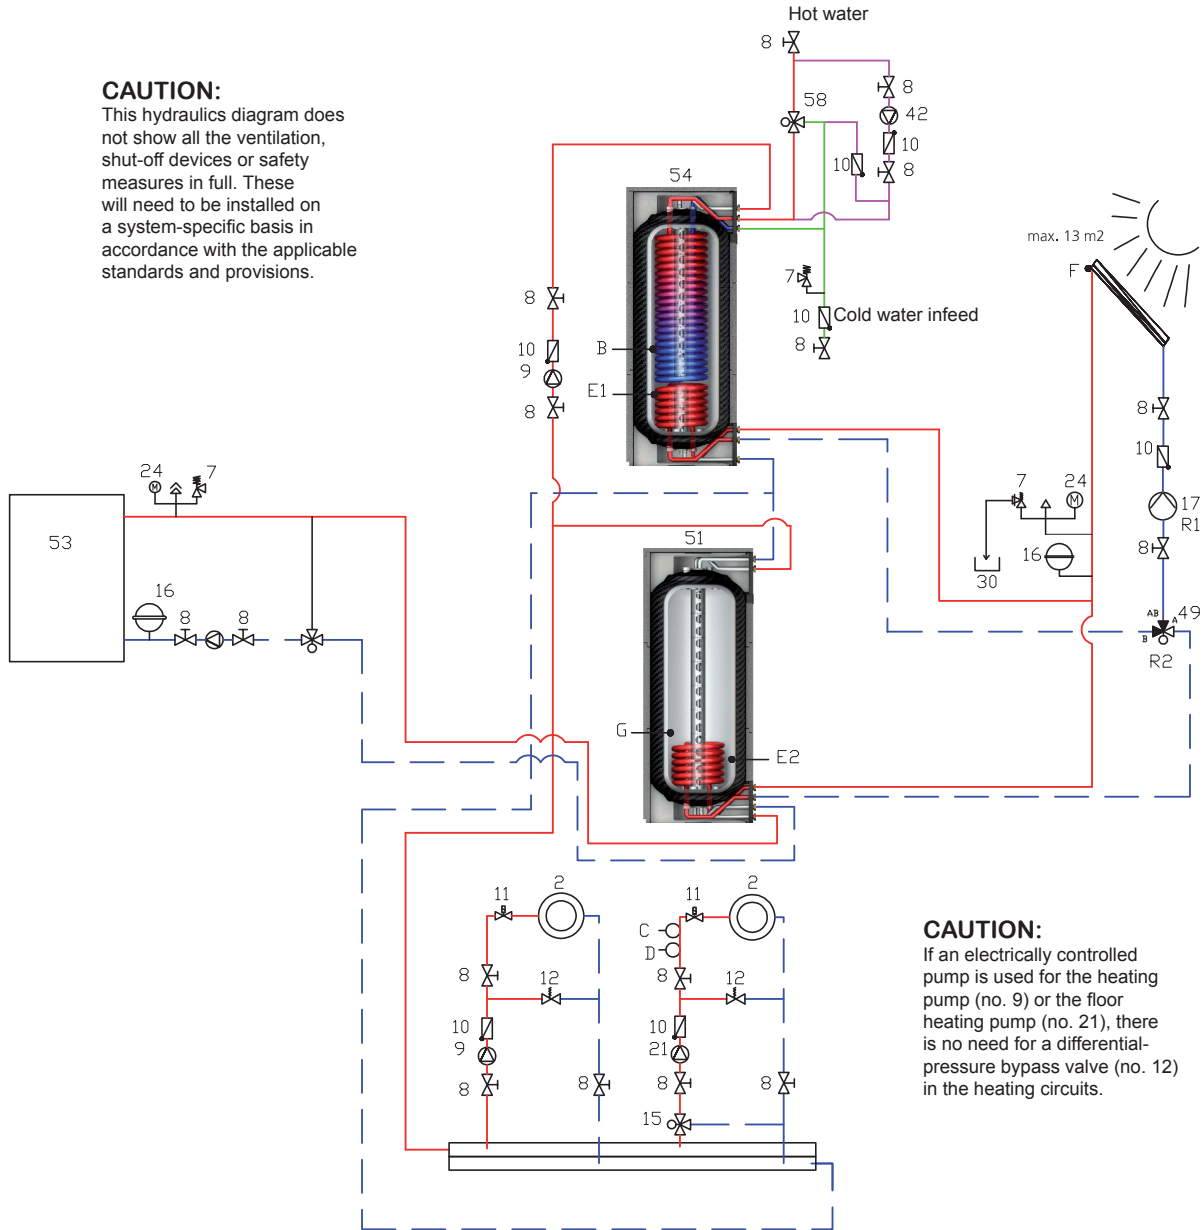 Hot water
8
CAUTION:
This hydraulics diagram does
not show all the ventilation,
shut-off devices or safety
measures in full. These
will need to be installed on
a system-specific basis in
accordance with the applicable
standards and provisions.
58
8
42
10
10
8
54
max. 13 m2
F
7
8
10
Cold water infeed
8
10
9
B
E1
8
8
10
24
7
53
7
24
17
R1
51
8
16
30
16
8
8
AB
A
49
B
R2
G
E2
2
2
11
11
C
D
8
12
8
12
10
9
10
21
8
8
8
8
15
CAUTION:
If an electrically controlled
pump is used for the heating
pump (no. 9) or the floor
heating pump (no. 21), there
is no need for a differential-
pressure bypass valve (no. 12)
in the heating circuits.
M
M